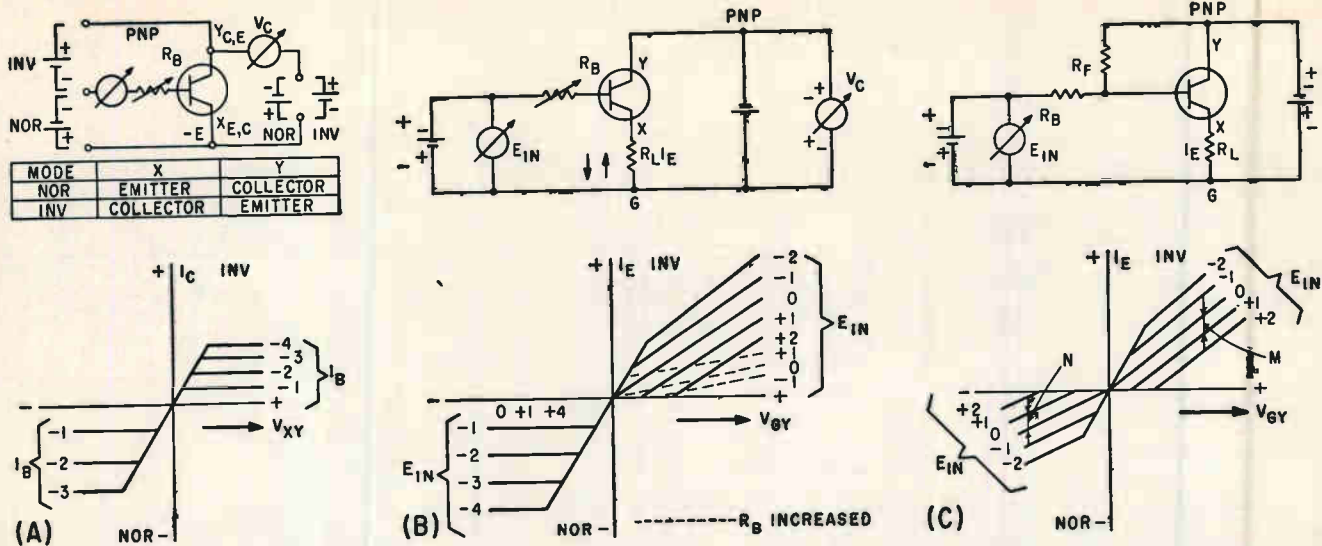 PNP
Y_C,E
V_C
INV
+
-
R_B
-
+
NOR
X_E,C
-E
NOR INV
MODE X Y
NOR EMITTER COLLECTOR
INV COLLECTOR EMITTER
PNP
R_B
Y
X
E_IN
R_L I_E
V_C
G
PNP
R_F
Y
R_B
X
E_IN
I_E R_L
G
+ I_C INV
-4
-3
-2
-1
I_B
- +
V_XY
I_B
-1
-2
-3
(A) NOR -
+ I_E INV
-2
-1
0
+1
+2
+1
0
-1
E_IN
- +
0 +1 +4
V_GY
E_IN
-1
-2
-3
-4
(B) NOR - ------- R_B INCREASED
+ I_E INV
-2
-1
0
+1
+2
E_IN
N
M
- +
V_GY
+2
+1
0
-1
-2
E_IN
(C) NOR -